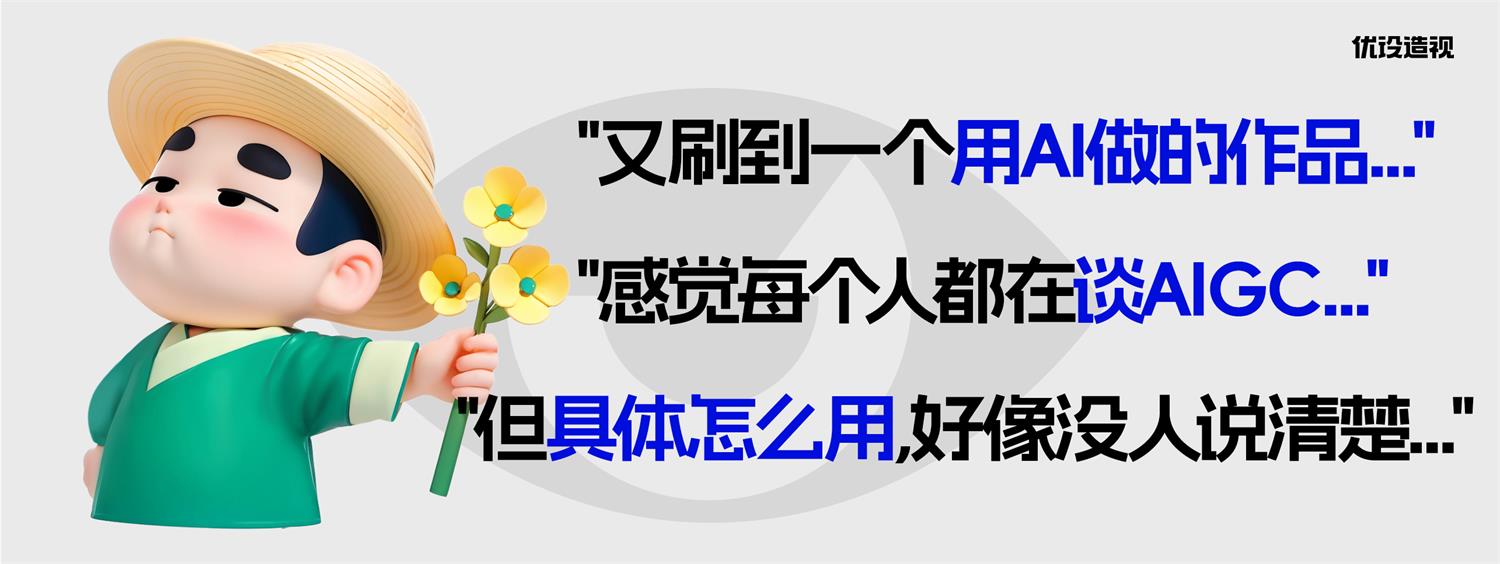 优设造视
"又刷到一个用AI做的作品..."
"感觉每个人都在谈AIGC..."
"但具体怎么用,好像没人说清楚..."